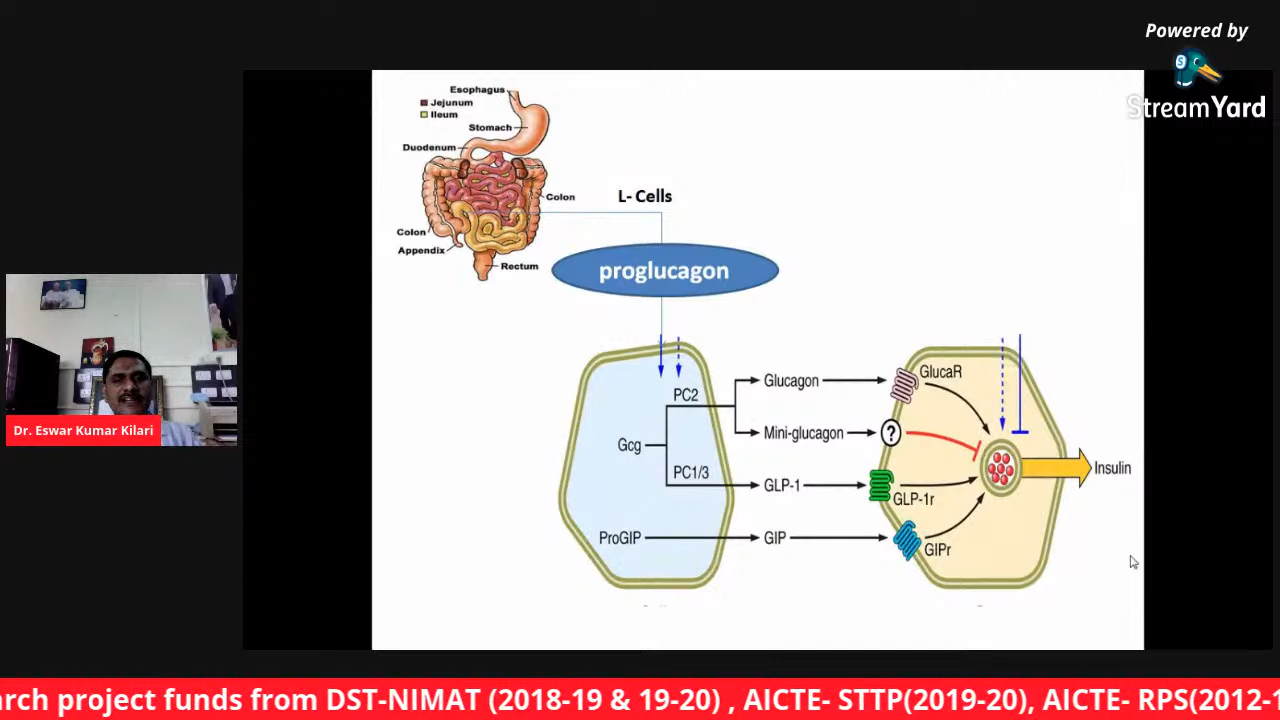 Powered by
StreamYard
Esophagus
Jejunum
Ileum
Stomach
Duodenum
Colon
L- Cells
Colon
Appendix
Rectum
proglucagon
GlucaR
PC2
Glucagon
Gcg
Mini-glucagon
?
PC1/3
GLP-1
GLP-1r
Insulin
ProGIP
GIP
GIPr
Dr. Eswar Kumar Kilari
arch project funds from DST-NIMAT (2018-19 & 19-20) , AICTE- STTP(2019-20), AICTE- RPS(2012-1